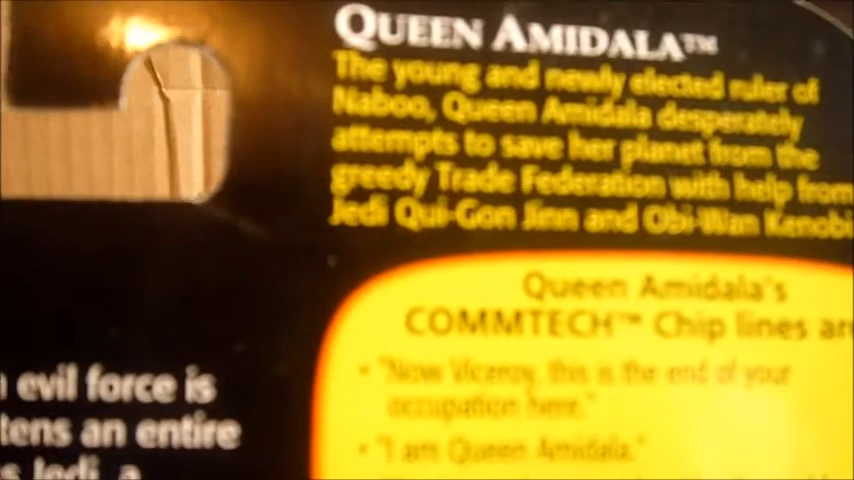 QUEEN AMIDALA™
The young and newly elected ruler of
Naboo, Queen Amidala desperately
attempts to save her planet from the
greedy Trade Federation with help from
Jedi Qui-Gon Jinn and Obi-Wan Kenobi
Queen Amidala's
COMMTECH™ Chip lines are
• "Now Viceroy, this is the end of your
occupation here."
• "I am Queen Amidala."
evil force is
tens an entire
s Jedi, a